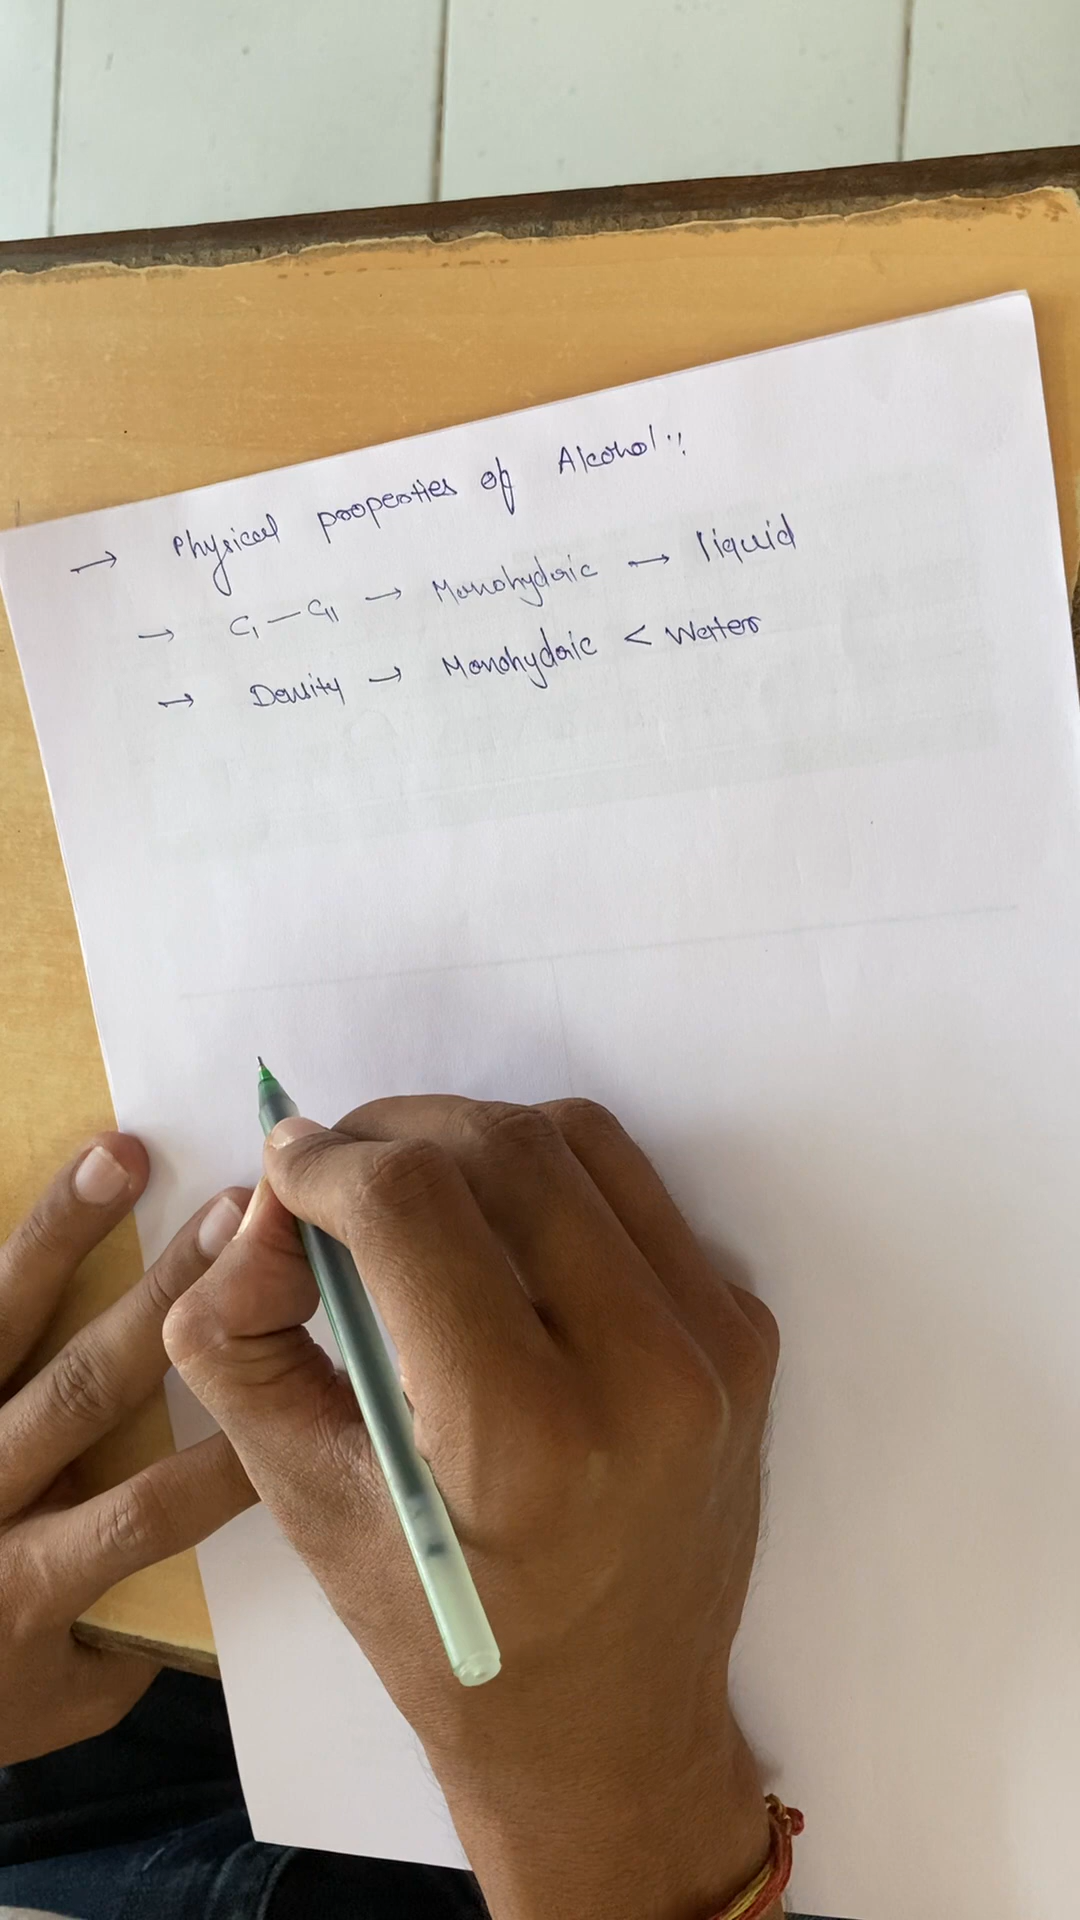 → Physical properties of Alcohol :-
→ C₁ — C₁₁ → Monohydric → liquid
→ Density → Monohydric < Water